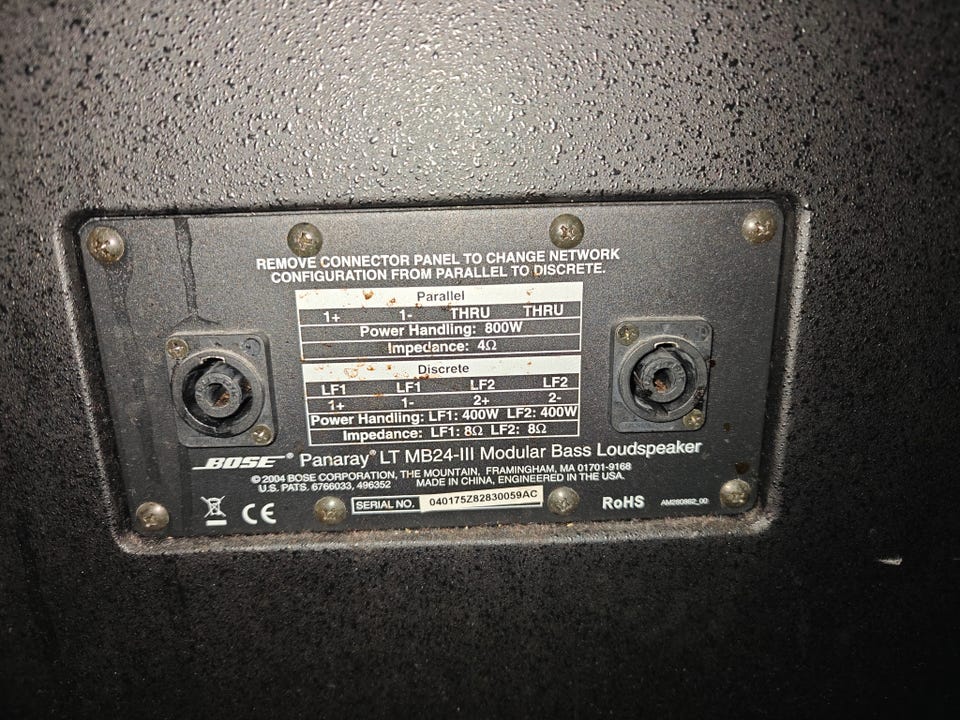 REMOVE CONNECTOR PANEL TO CHANGE NETWORK
CONFIGURATION FROM PARALLEL TO DISCRETE.
Parallel
1+ 1- THRU THRU
Power Handling: 800W
Impedance: 4Ω
Discrete
LF1 LF1 LF2 LF2
1+ 1- 2+ 2-
Power Handling: LF1: 400W LF2: 400W
Impedance: LF1: 8Ω LF2: 8Ω
BOSE® Panaray® LT MB24-III Modular Bass Loudspeaker
© 2004 BOSE CORPORATION, THE MOUNTAIN, FRAMINGHAM, MA 01701-9168
U.S. PATS. 6766033, 496352 MADE IN CHINA, ENGINEERED IN THE USA.
CE SERIAL NO. 040175Z82830059AC RoHS AM280862_00